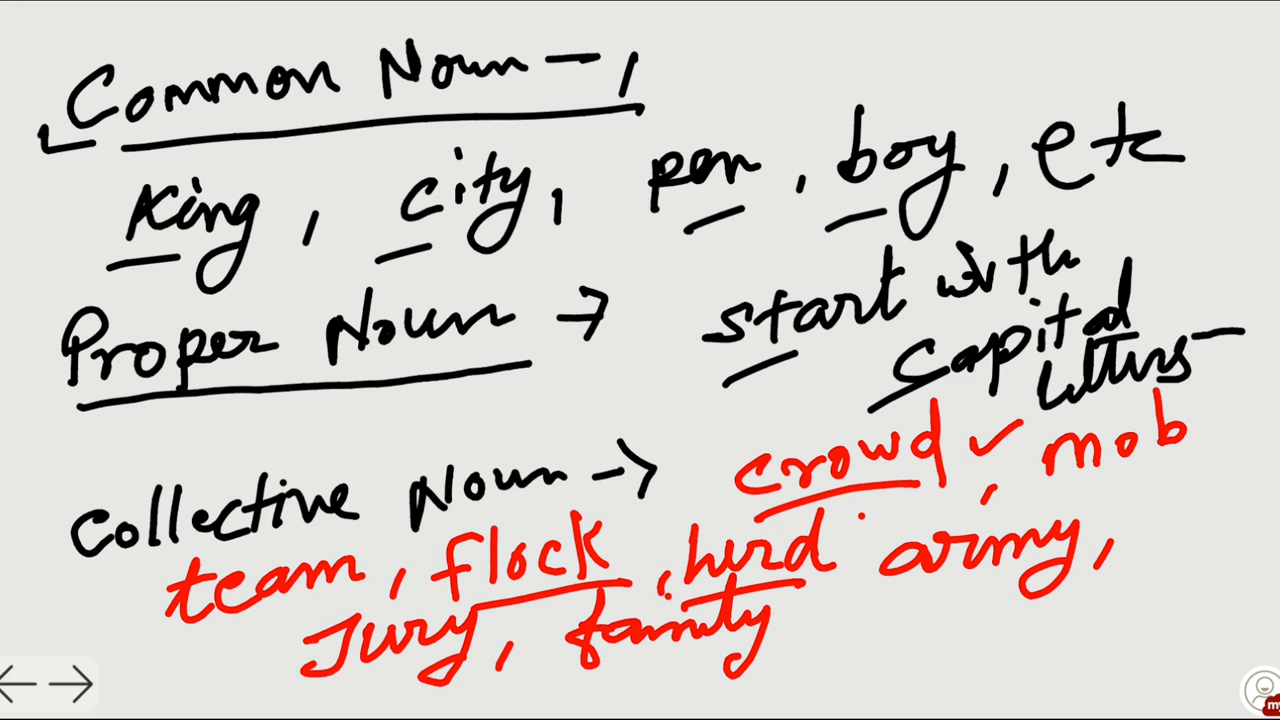 Common Noun - ,
King, city, pen, boy, etc
Proper Noun → start with
Capital
letters -
Collective Noun → crowd ✓ mob
team, flock, herd, army,
Jury, family